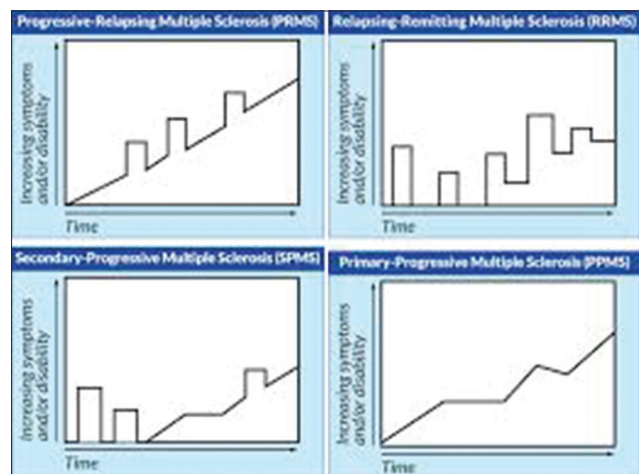 Progressive-Relapsing Multiple Sclerosis (PRMS)
Increasing symptoms
and/or disability
Time
Relapsing-Remitting Multiple Sclerosis (RRMS)
Increasing symptoms
and/or disability
Time
Secondary-Progressive Multiple Sclerosis (SPMS)
Increasing symptoms
and/or disability
Time
Primary-Progressive Multiple Sclerosis (PPMS)
Increasing symptoms
and/or disability
Time